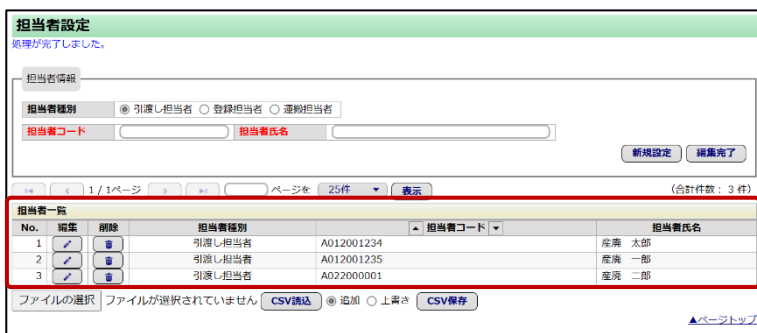 担当者設定
処理が完了しました。
担当者情報
担当者種別 引渡し担当者 登録担当者 運搬担当者
担当者コード 担当者氏名
新規設定 編集完了
1 / 1ページ ページを 25件 表示 (合計件数: 3 件)
担当者一覧
No. 編集 削除 担当者種別 ▲ 担当者コード ▼ 担当者氏名
1 引渡し担当者 A012001234 産廃 太郎
2 引渡し担当者 A012001235 産廃 一郎
3 引渡し担当者 A022000001 産廃 二郎
ファイルの選択 ファイルが選択されていません CSV読込 追加 上書き CSV保存
▲ページトップ